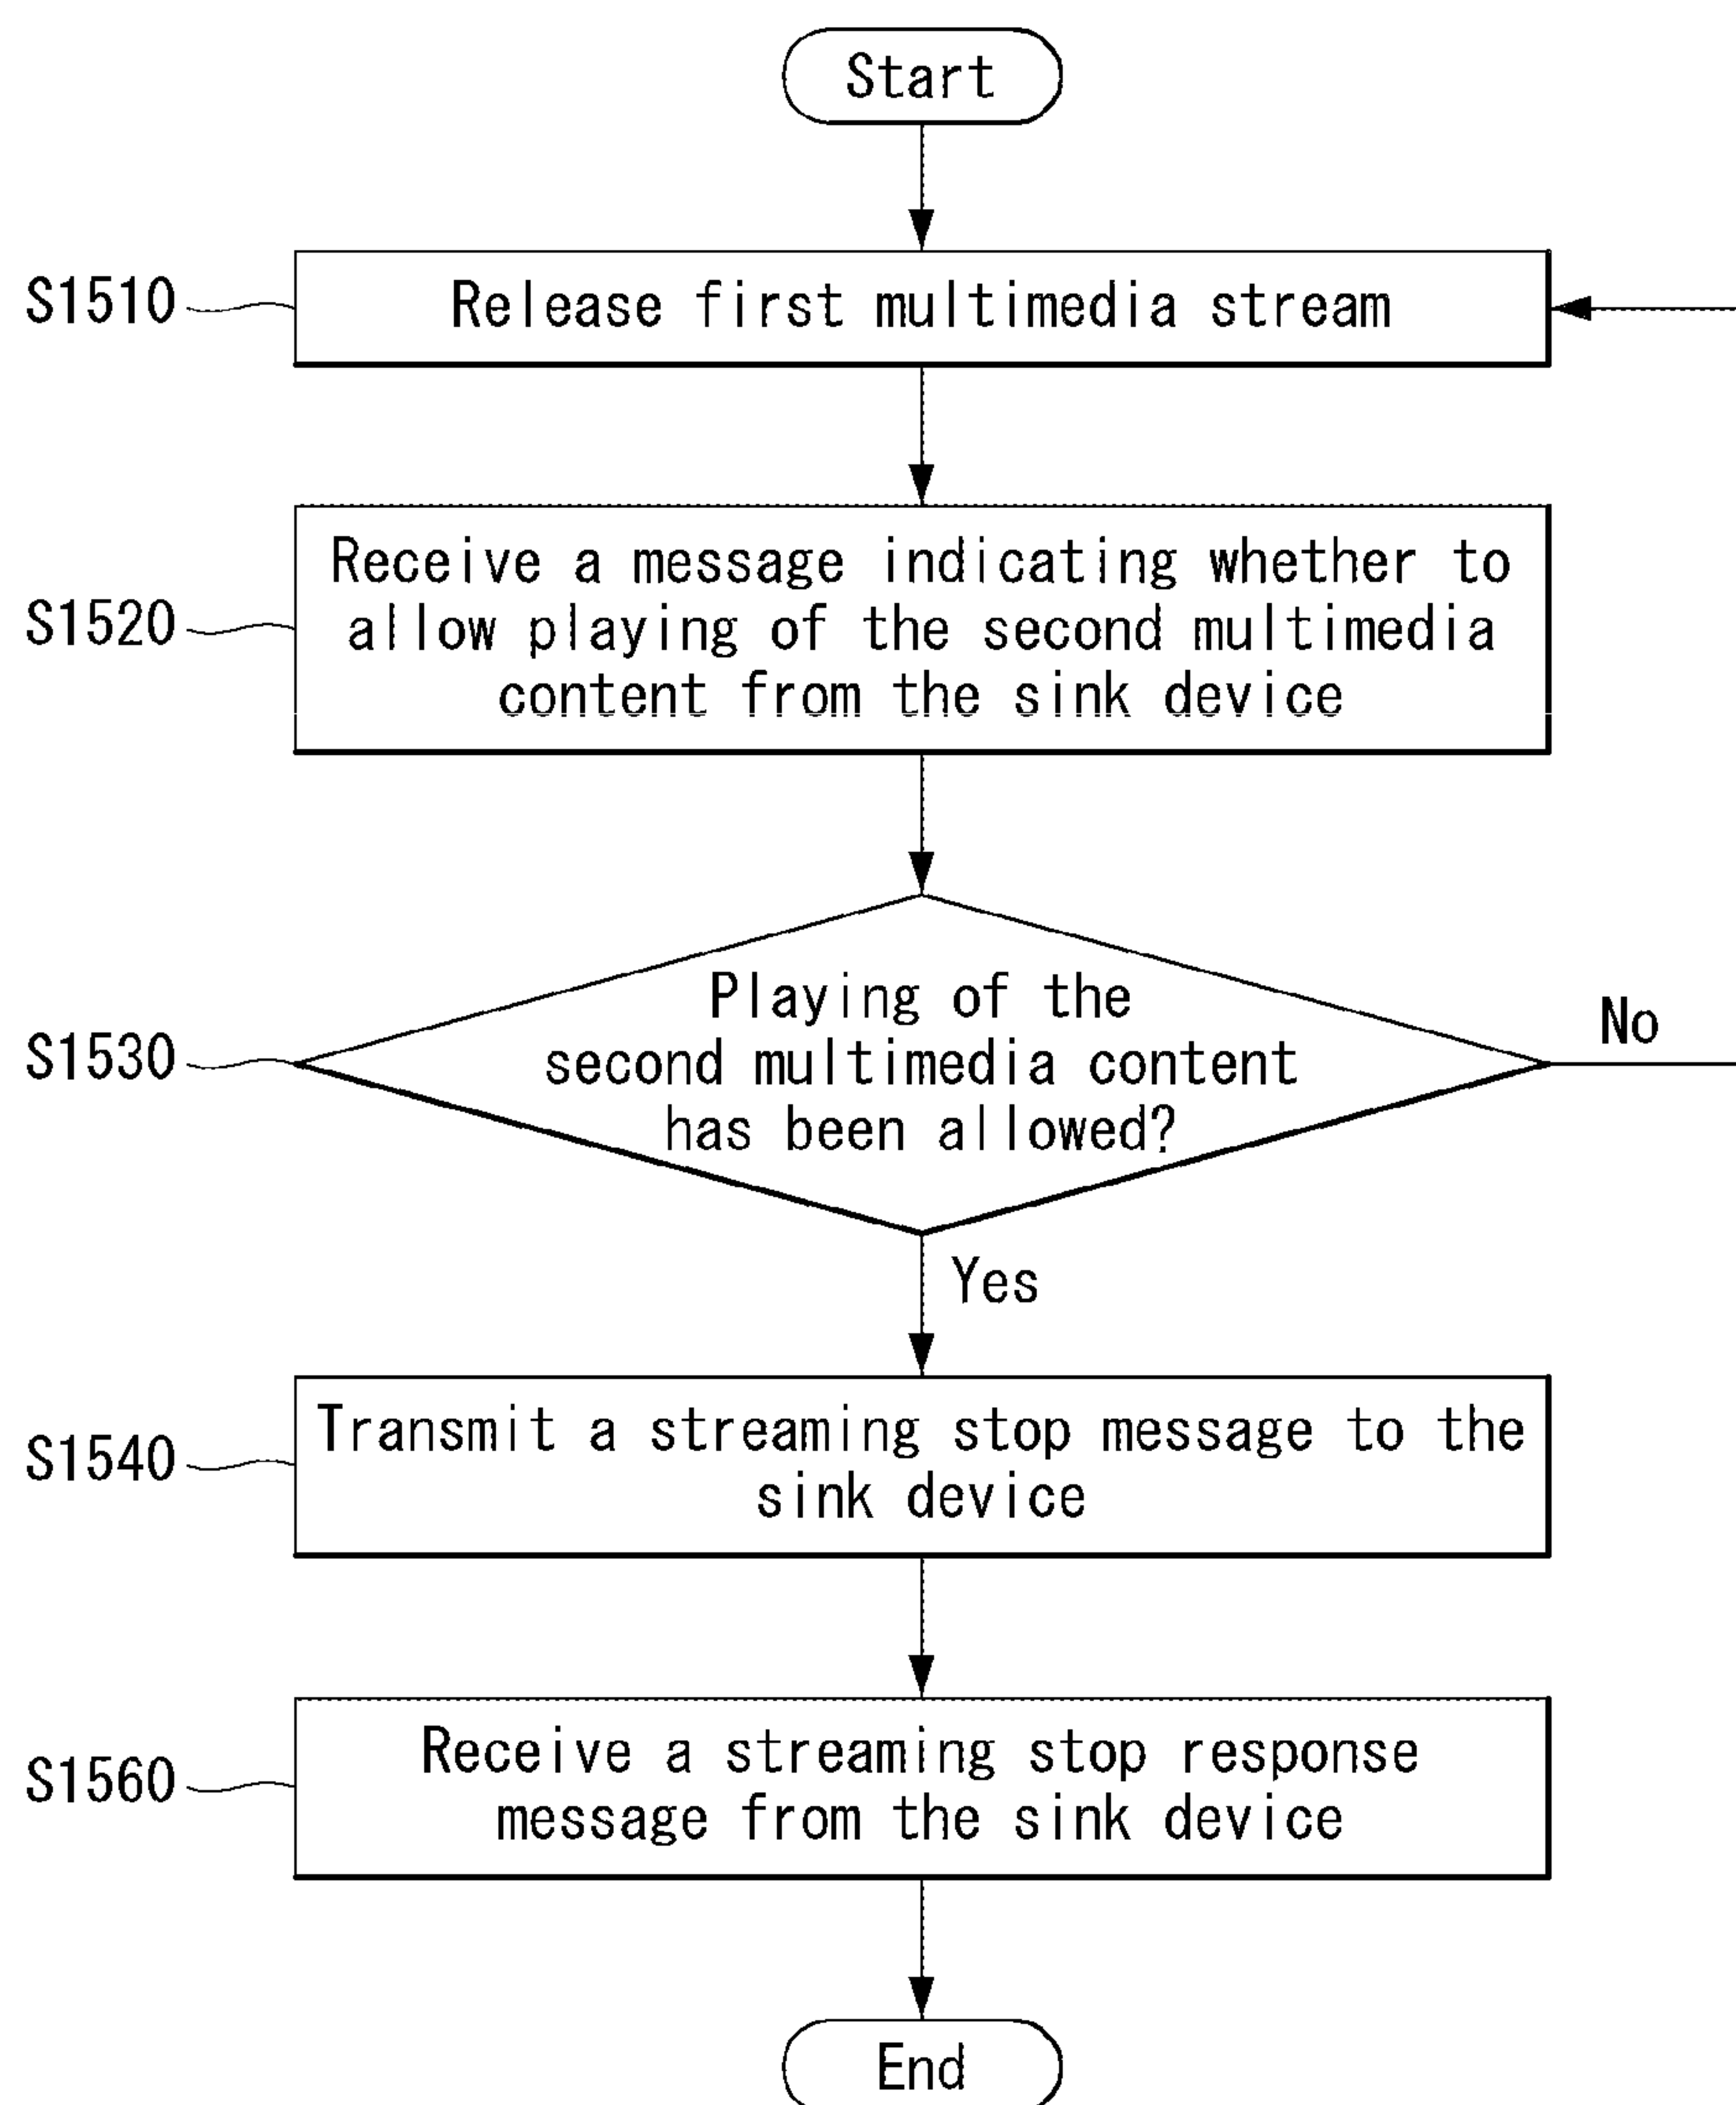 Start
S1510
Release first multimedia stream
S1520
Receive a message indicating whether to
allow playing of the second multimedia
content from the sink device
S1530
Playing of the
second multimedia content
has been allowed?
No
Yes
S1540
Transmit a streaming stop message to the
sink device
S1560
Receive a streaming stop response
message from the sink device
End